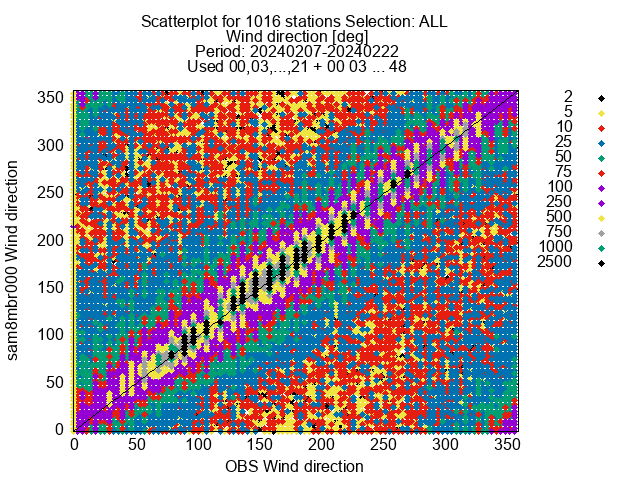 Scatterplot for 1016 stations Selection: ALL
Wind direction [deg]
Period: 20240207-20240222
Used 00,03,...,21 + 00 03 ... 48
350
300
250
200
150
100
50
0
sam8mbr000 Wind direction
0 50 100 150 200 250 300 350
OBS Wind direction
2
5
10
25
50
75
100
250
500
750
1000
2500